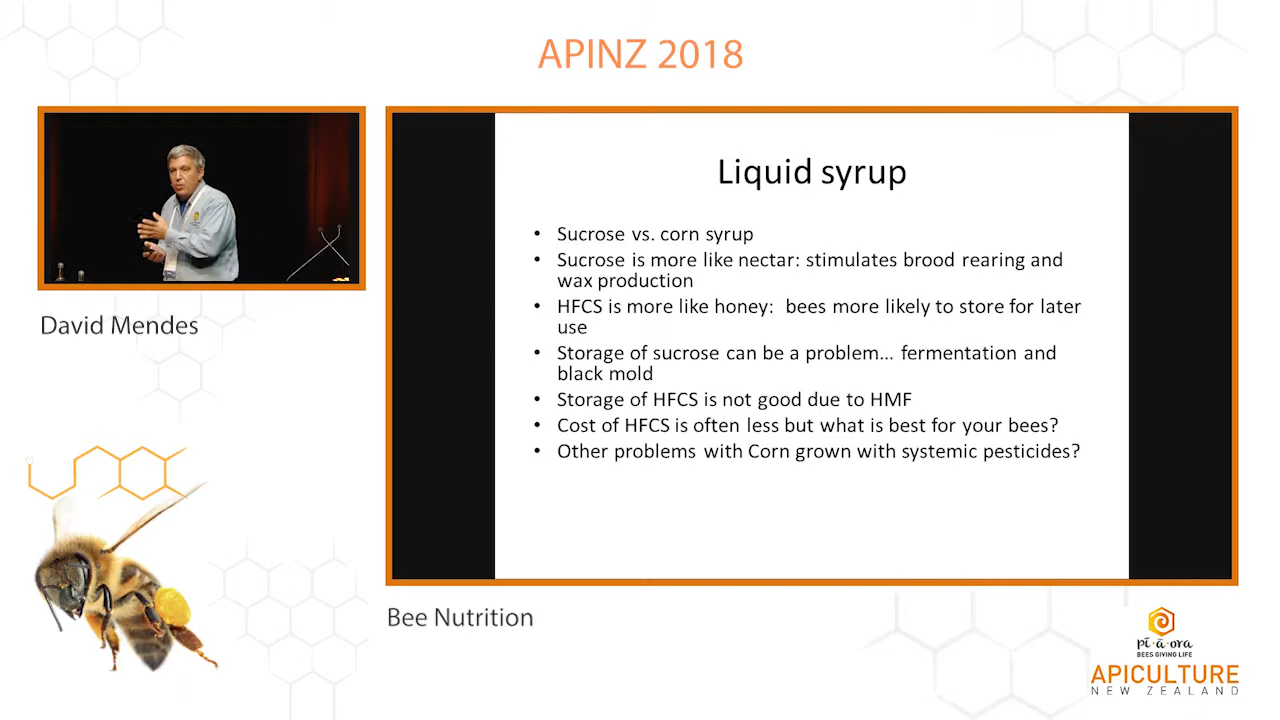 APINZ 2018
David Mendes
Liquid syrup
• Sucrose vs. corn syrup
• Sucrose is more like nectar: stimulates brood rearing and
wax production
• HFCS is more like honey:  bees more likely to store for later
use
• Storage of sucrose can be a problem... fermentation and
black mold
• Storage of HFCS is not good due to HMF
• Cost of HFCS is often less but what is best for your bees?
• Other problems with Corn grown with systemic pesticides?
Bee Nutrition
pī·ā·ora
BEES GIVING LIFE
APICULTURE
NEW ZEALAND